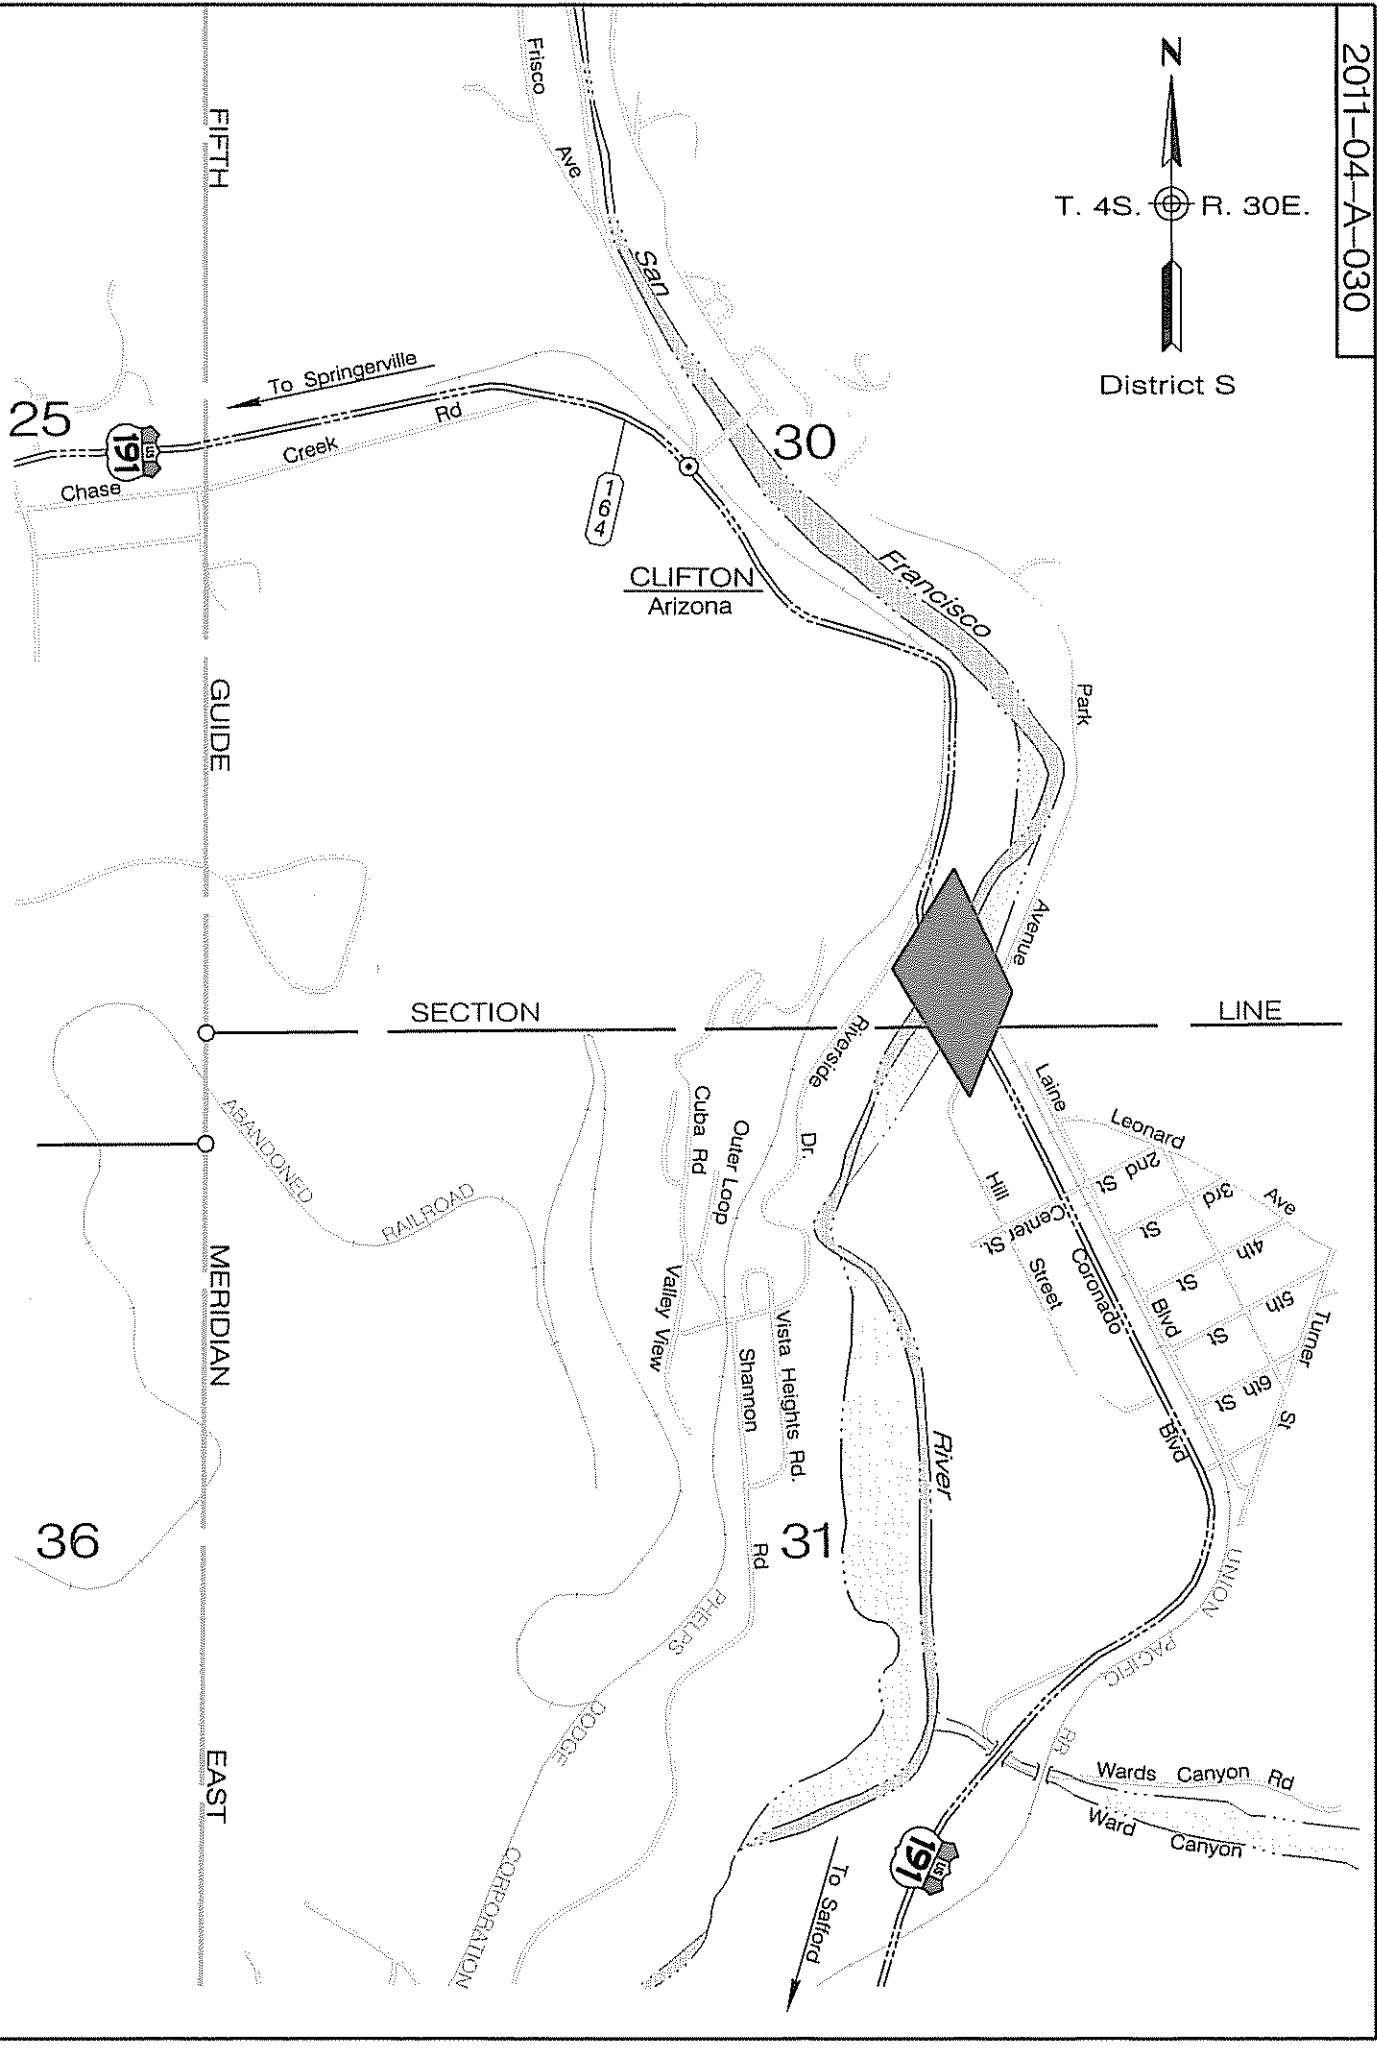 2011-04-A-030
N
T. 4S. R. 30E.
District S
Frisco Ave
FIFTH GUIDE MERIDIAN EAST
San Francisco River
To Springerville
25
US 191
Chase Creek Rd
30
164
CLIFTON
Arizona
Park Avenue
SECTION LINE
Riverside Dr.
Laine Blvd
Leonard Ave
2nd St
3rd St
4th St
5th St
6th St
Turner St
Hill Street
Center St.
Coronado Blvd
Cuba Rd
Outer Loop
Valley View
Vista Heights Rd.
Shannon Rd
ABANDONED RAILROAD
36
31
UNION PACIFIC RR
PHELPS DODGE CORPORATION
Wards Canyon Rd
Ward Canyon
US 191
To Safford